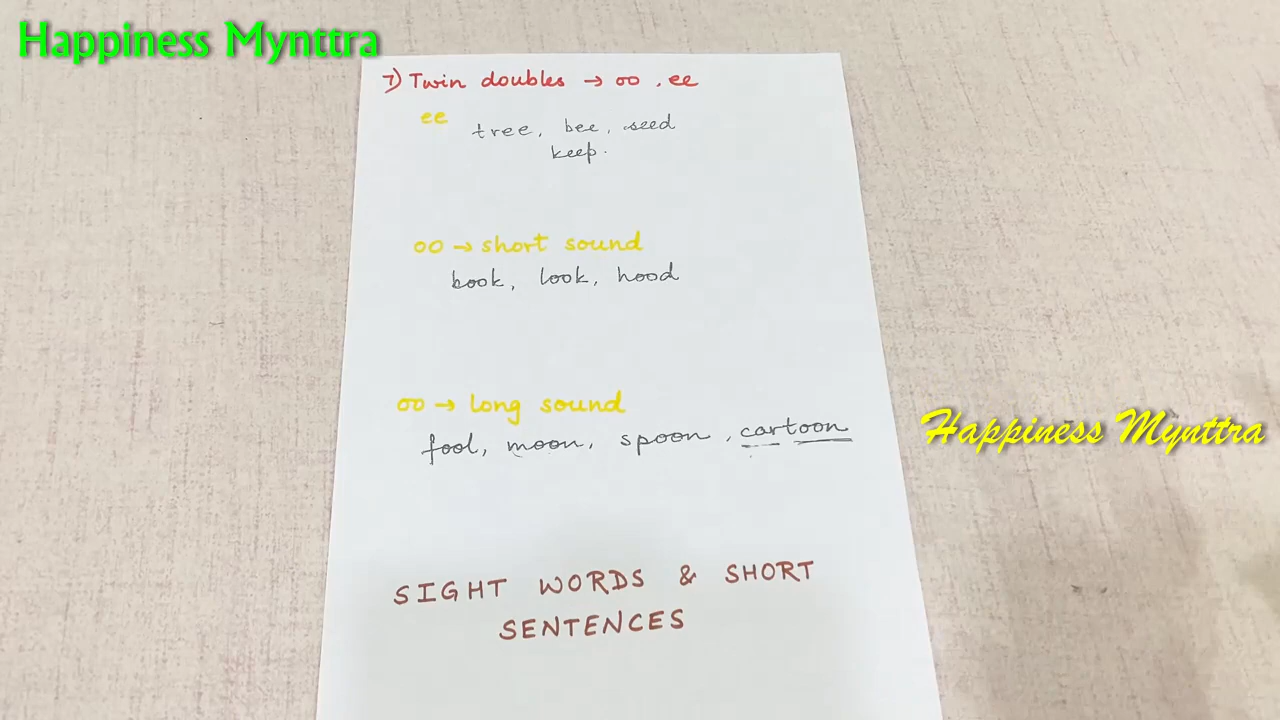 Happiness Mynttra
7) Twin doubles → oo, ee
ee tree, bee, seed
keep.
oo → short sound
book, look, hood
oo → long sound
fool, moon, spoon, cartoon
Happiness Mynttra
SIGHT WORDS & SHORT
SENTENCES